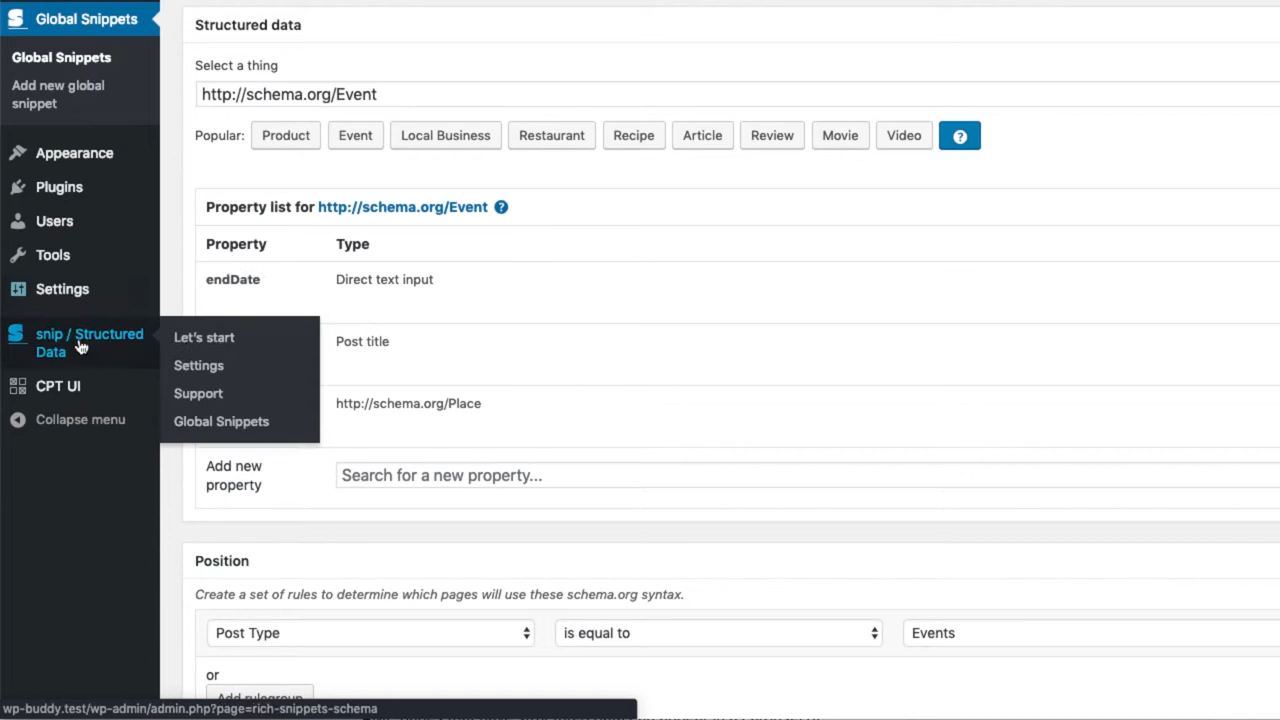 Global Snippets
Global Snippets
Add new global
snippet
Appearance
Plugins
Users
Tools
Settings
snip / Structured
Data
CPT UI
Collapse menu
Let's start
Settings
Support
Global Snippets
Structured data
Select a thing
http://schema.org/Event
Popular: Product Event Local Business Restaurant Recipe Article Review Movie Video ?
Property list for http://schema.org/Event ?
Property Type
endDate Direct text input
Post title
http://schema.org/Place
Add new
property
Search for a new property...
Position
Create a set of rules to determine which pages will use these schema.org syntax.
Post Type is equal to Events
or
Add rulegroup
wp-buddy.test/wp-admin/admin.php?page=rich-snippets-schema